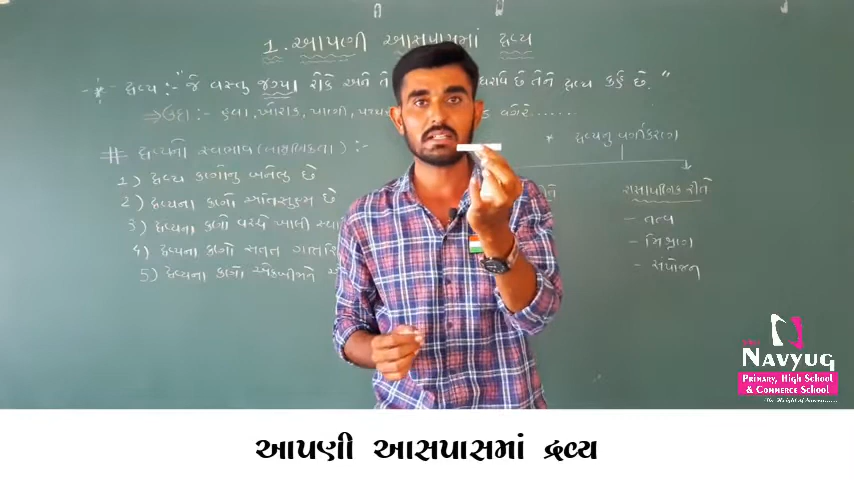 1. આપણી આસપાસમાં દ્રવ્ય
* દ્રવ્ય :- "જે વસ્તુ જગ્યા રોકે અને તે ધરાવે છે તેને દ્રવ્ય કહે છે."
⇒ ઉદા :- હવા, ખોરાક, પાણી, પથ્થર વગેરે......
# દ્રવ્યનો સ્વભાવ ( ) :-
1) દ્રવ્ય કણોનુ બનેલુ છે
2) દ્રવ્યના કણો અતિસૂક્ષ્મ છે
3) દ્રવ્યના કણો વચ્ચે ખાલી
4) દ્રવ્યના કણો સતત
5) દ્રવ્યના કણો એકબીજાને
* દ્રવ્યનુ વર્ગીકરણ
રાસાયણિક રીતે
- તત્વ
- મિશ્રણ
- સંયોજન
NAVYUG
PRIMARY, HIGH SCHOOL
& COMMERCE SCHOOL
આપણી આસપાસમાં દ્રવ્ય